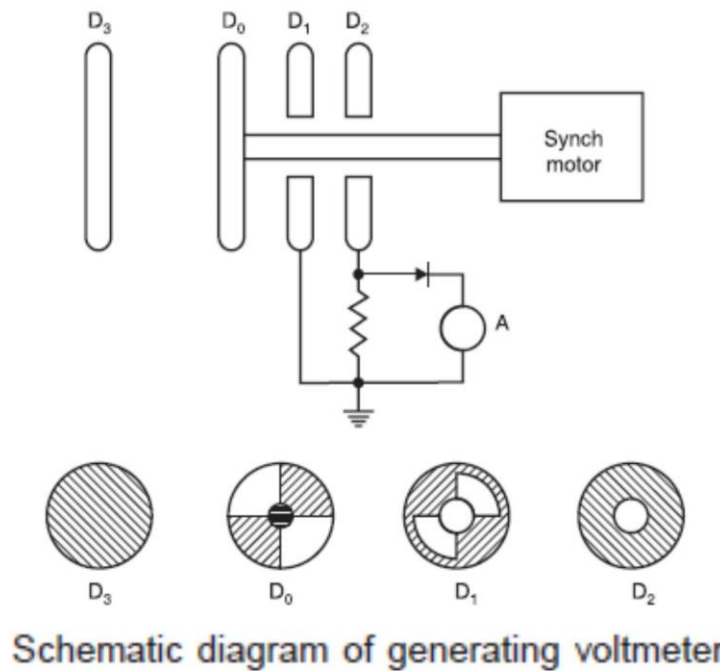 D₃ D₀ D₁ D₂
Synch
motor
A
D₃ D₀ D₁ D₂
Schematic diagram of generating voltmeter